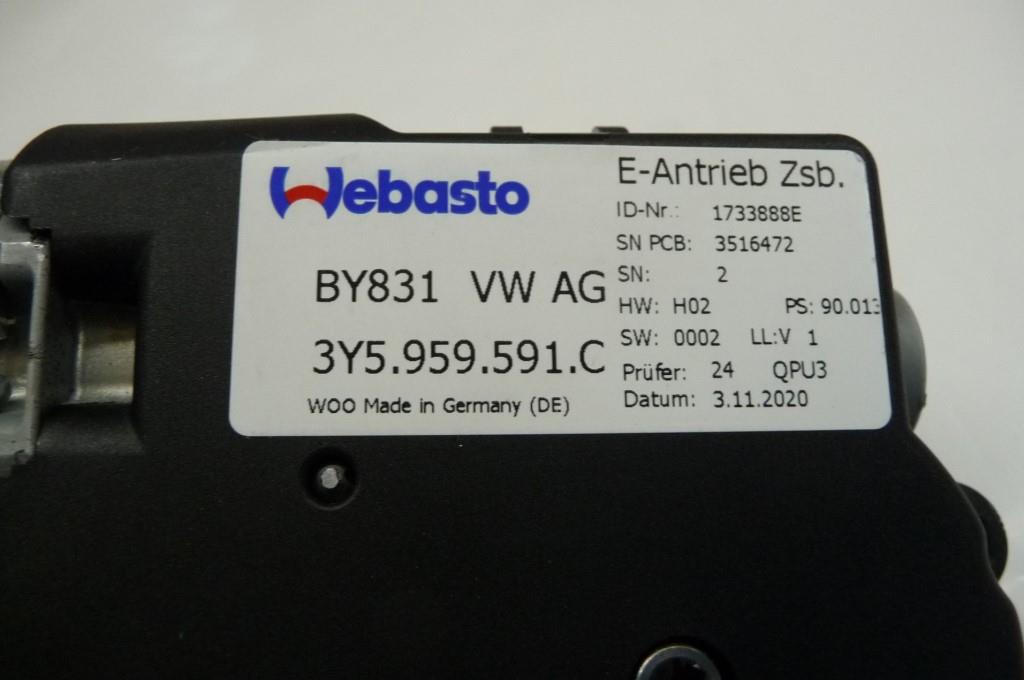 Webasto
BY831 VW AG
3Y5.959.591.C
WOO Made in Germany (DE)
E-Antrieb Zsb.
ID-Nr.: 1733888E
SN PCB: 3516472
SN: 2
HW: H02 PS: 90.013
SW: 0002 LL:V 1
Prüfer: 24 QPU3
Datum: 3.11.2020